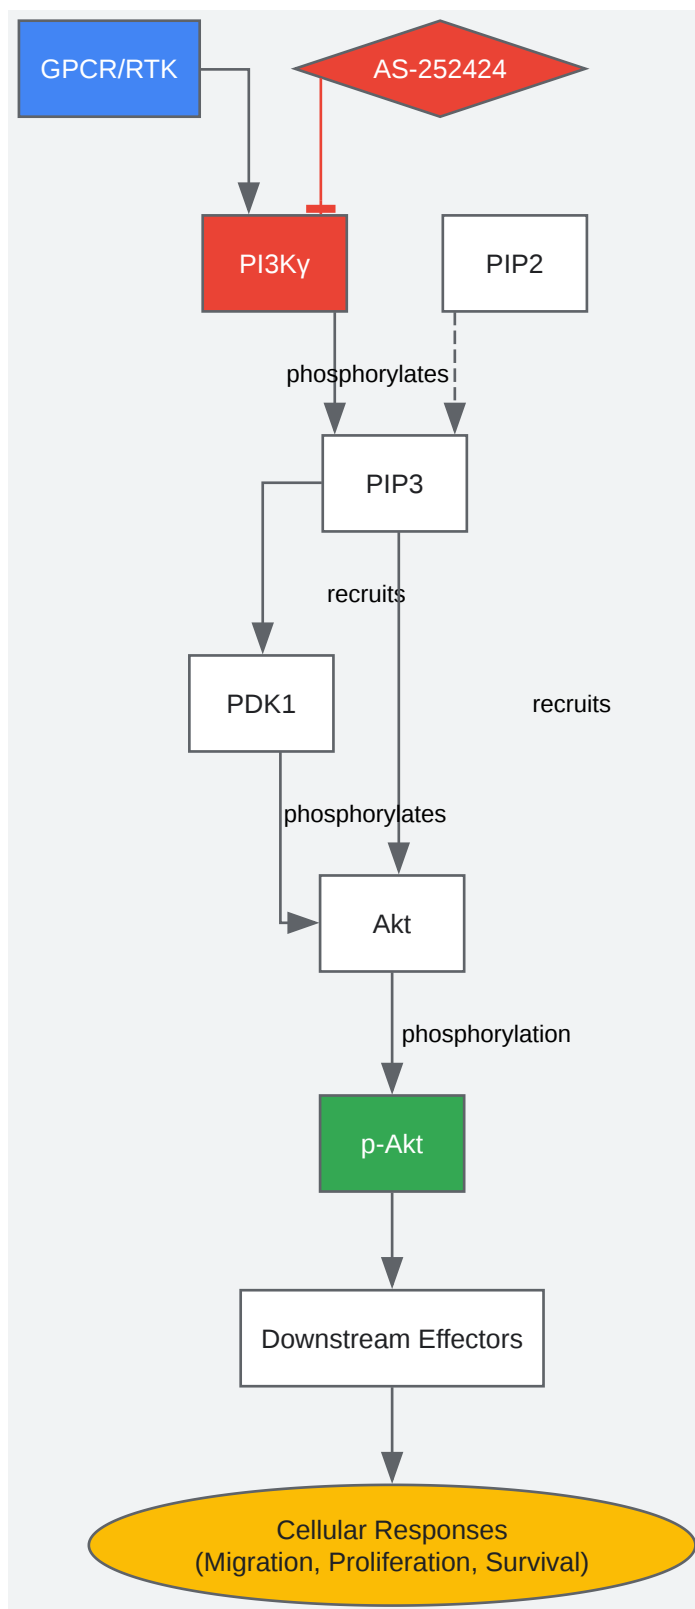 GPCR/RTK
AS-252424
PI3Kγ
PIP2
phosphorylates
PIP3
recruits
PDK1
recruits
phosphorylates
Akt
phosphorylation
p-Akt
Downstream Effectors
Cellular Responses
(Migration, Proliferation, Survival)